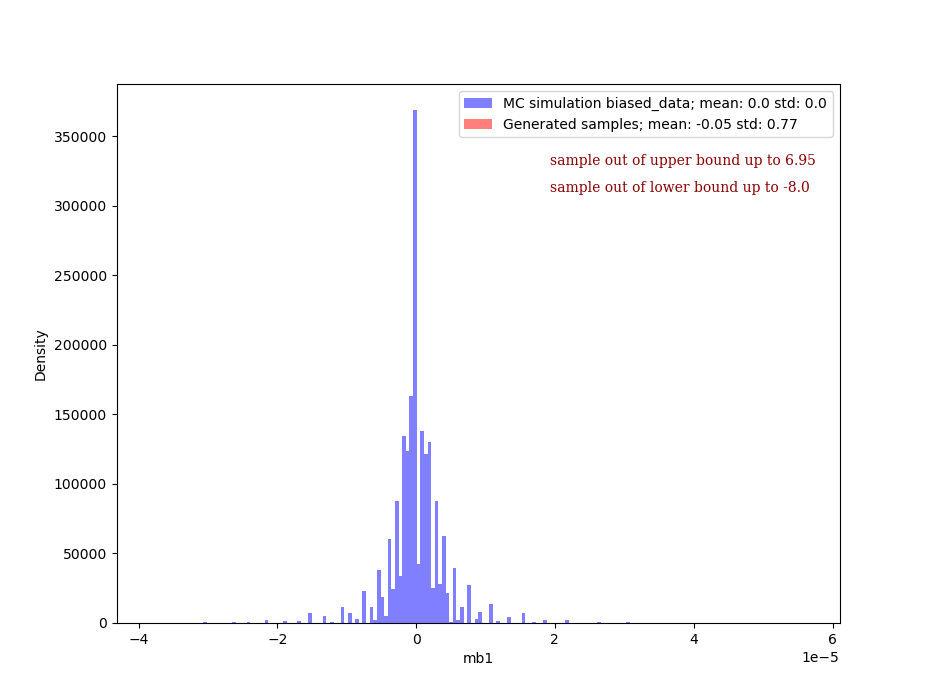 MC simulation biased_data; mean: 0.0 std: 0.0
Generated samples; mean: -0.05 std: 0.77
sample out of upper bound up to 6.95
sample out of lower bound up to -8.0
350000
300000
250000
200000
150000
100000
50000
0
Density
−4
−2
0
2
4
6
1e−5
mb1